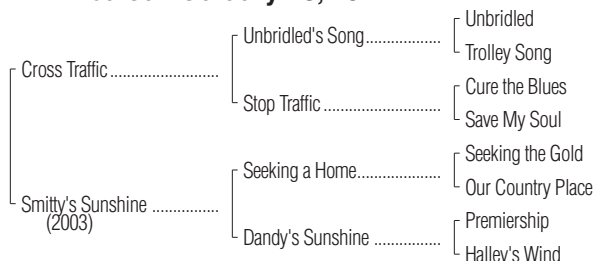 Unbridled
Unbridled's Song
Trolley Song
Cross Traffic
Cure the Blues
Stop Traffic
Save My Soul
Seeking the Gold
Seeking a Home
Our Country Place
Smitty's Sunshine
(2003)
Premiership
Dandy's Sunshine
Halley's Wind